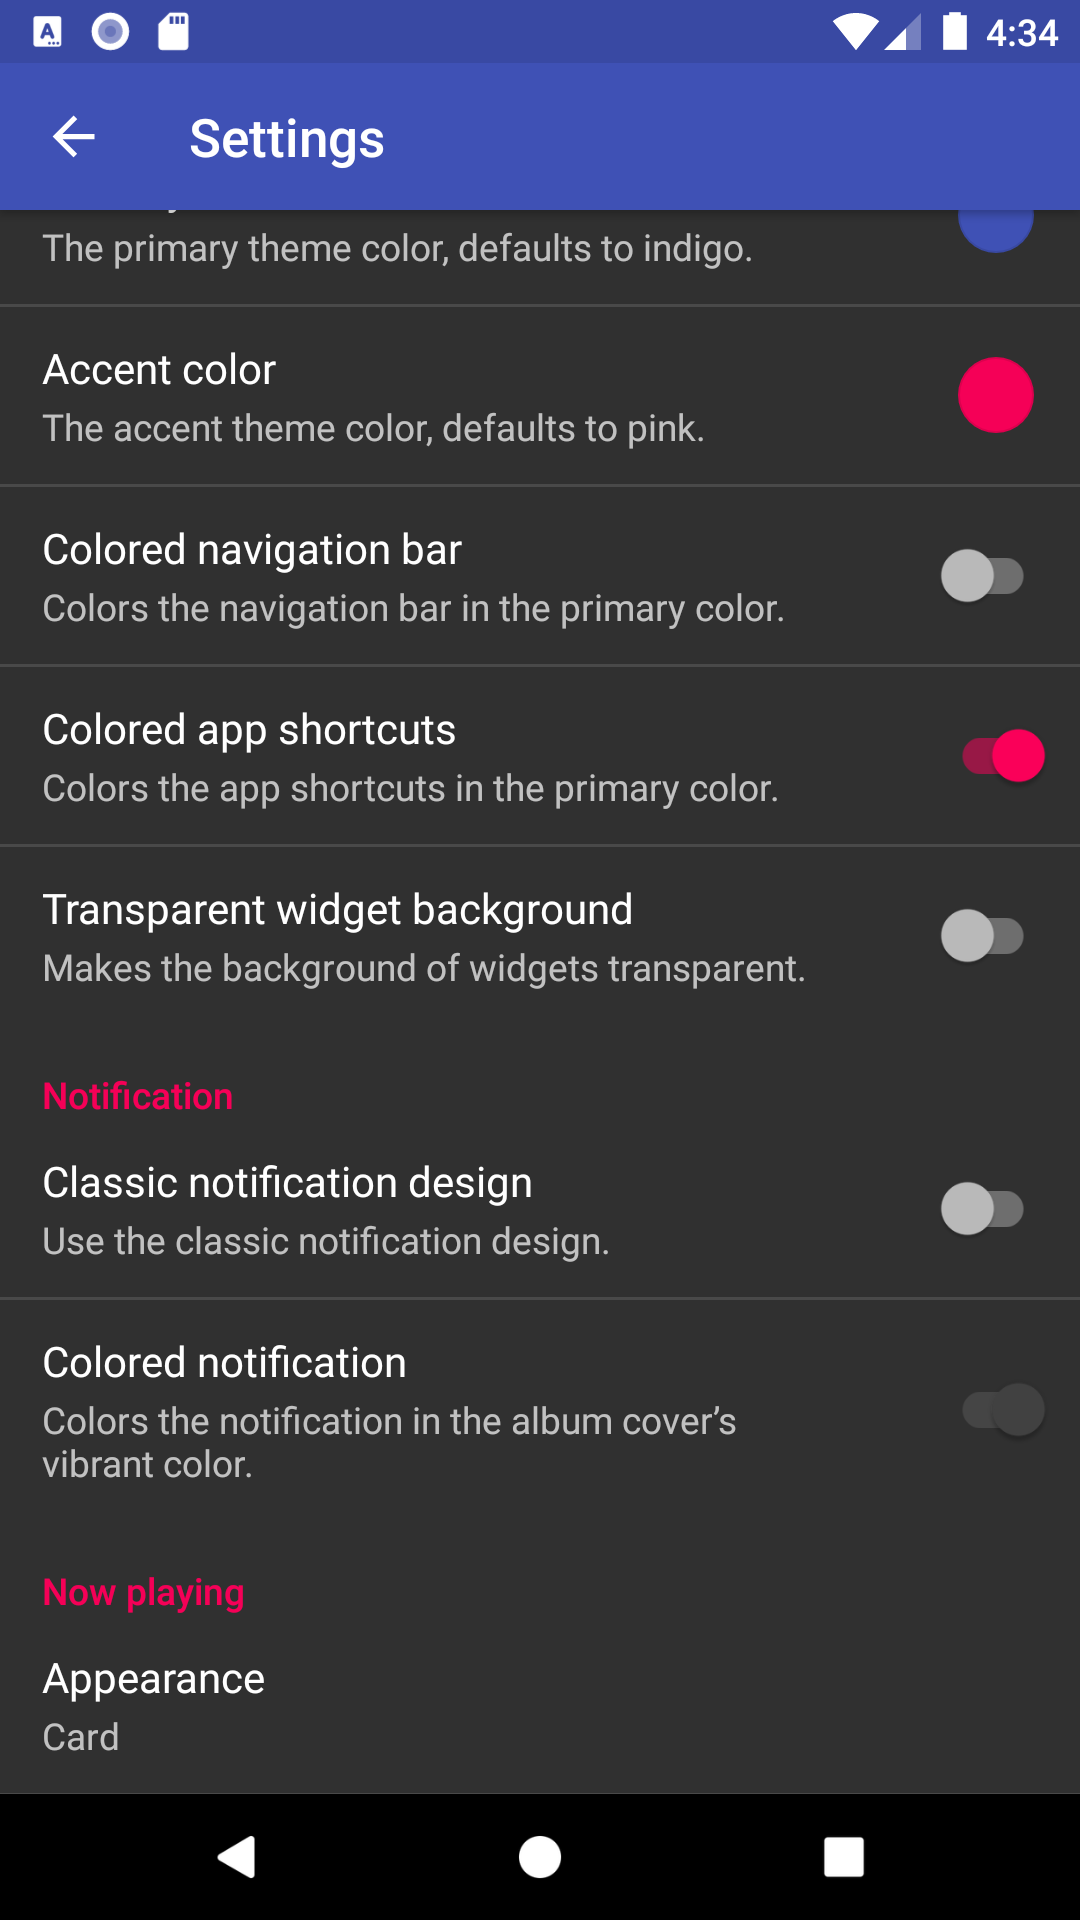 4:34
Settings
The primary theme color, defaults to indigo.
Accent color
The accent theme color, defaults to pink.
Colored navigation bar
Colors the navigation bar in the primary color.
Colored app shortcuts
Colors the app shortcuts in the primary color.
Transparent widget background
Makes the background of widgets transparent.
Notification
Classic notification design
Use the classic notification design.
Colored notification
Colors the notification in the album cover’s
vibrant color.
Now playing
Appearance
Card